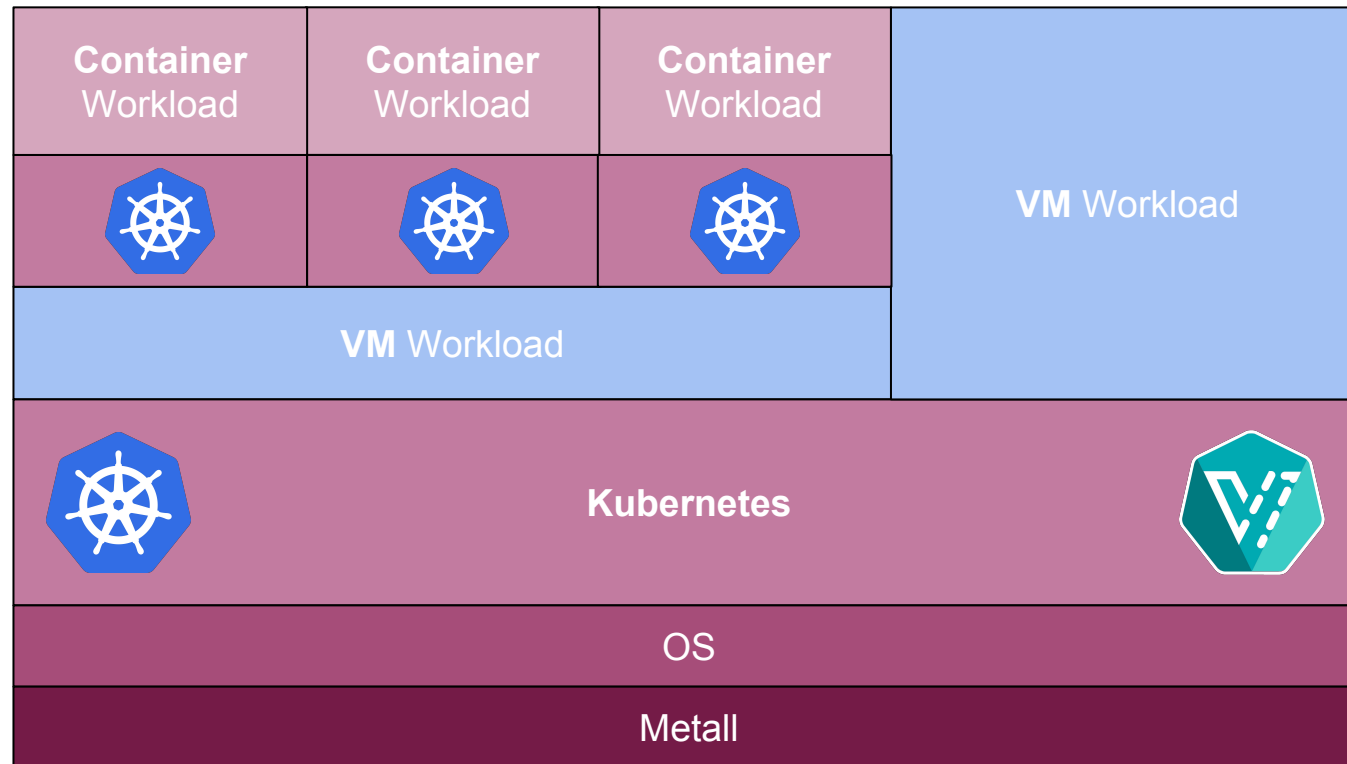 Container
Workload
Container
Workload
Container
Workload
VM Workload
VM Workload
Kubernetes
OS
Metall